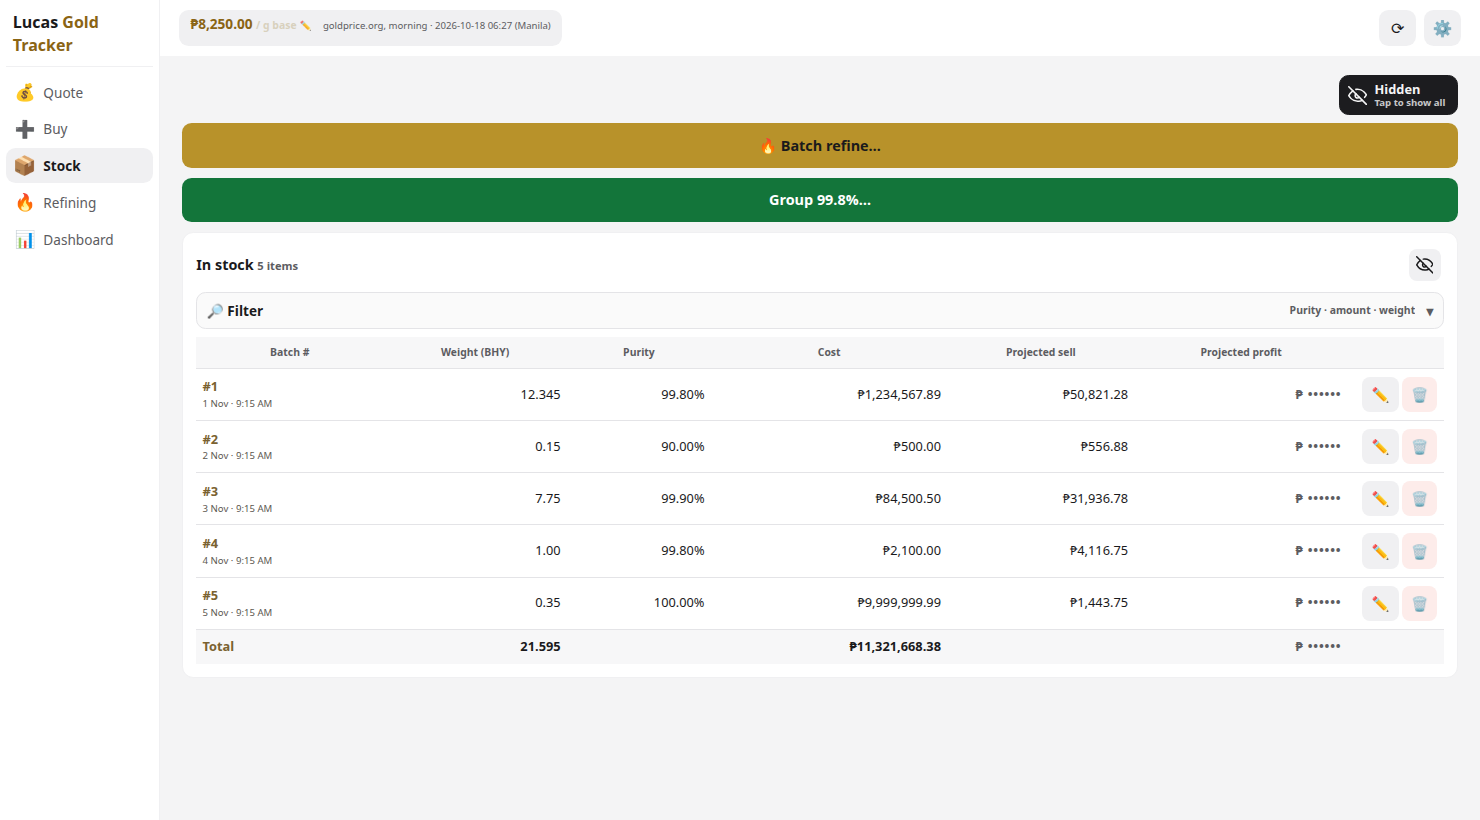 Lucas Gold
Tracker
Quote
Buy
Stock
Refining
Dashboard
₱8,250.00 / g base goldprice.org, morning · 2026-10-18 06:27 (Manila)
Hidden
Tap to show all
Batch refine...
Group 99.8%...
In stock 5 items
Filter Purity · amount · weight ▼
Batch # Weight (BHY) Purity Cost Projected sell Projected profit
#1
1 Nov · 9:15 AM
12.345 99.80% ₱1,234,567.89 ₱50,821.28 ₱ ••••••
#2
2 Nov · 9:15 AM
0.15 90.00% ₱500.00 ₱556.88 ₱ ••••••
#3
3 Nov · 9:15 AM
7.75 99.90% ₱84,500.50 ₱31,936.78 ₱ ••••••
#4
4 Nov · 9:15 AM
1.00 99.80% ₱2,100.00 ₱4,116.75 ₱ ••••••
#5
5 Nov · 9:15 AM
0.35 100.00% ₱9,999,999.99 ₱1,443.75 ₱ ••••••
Total 21.595 ₱11,321,668.38 ₱ ••••••